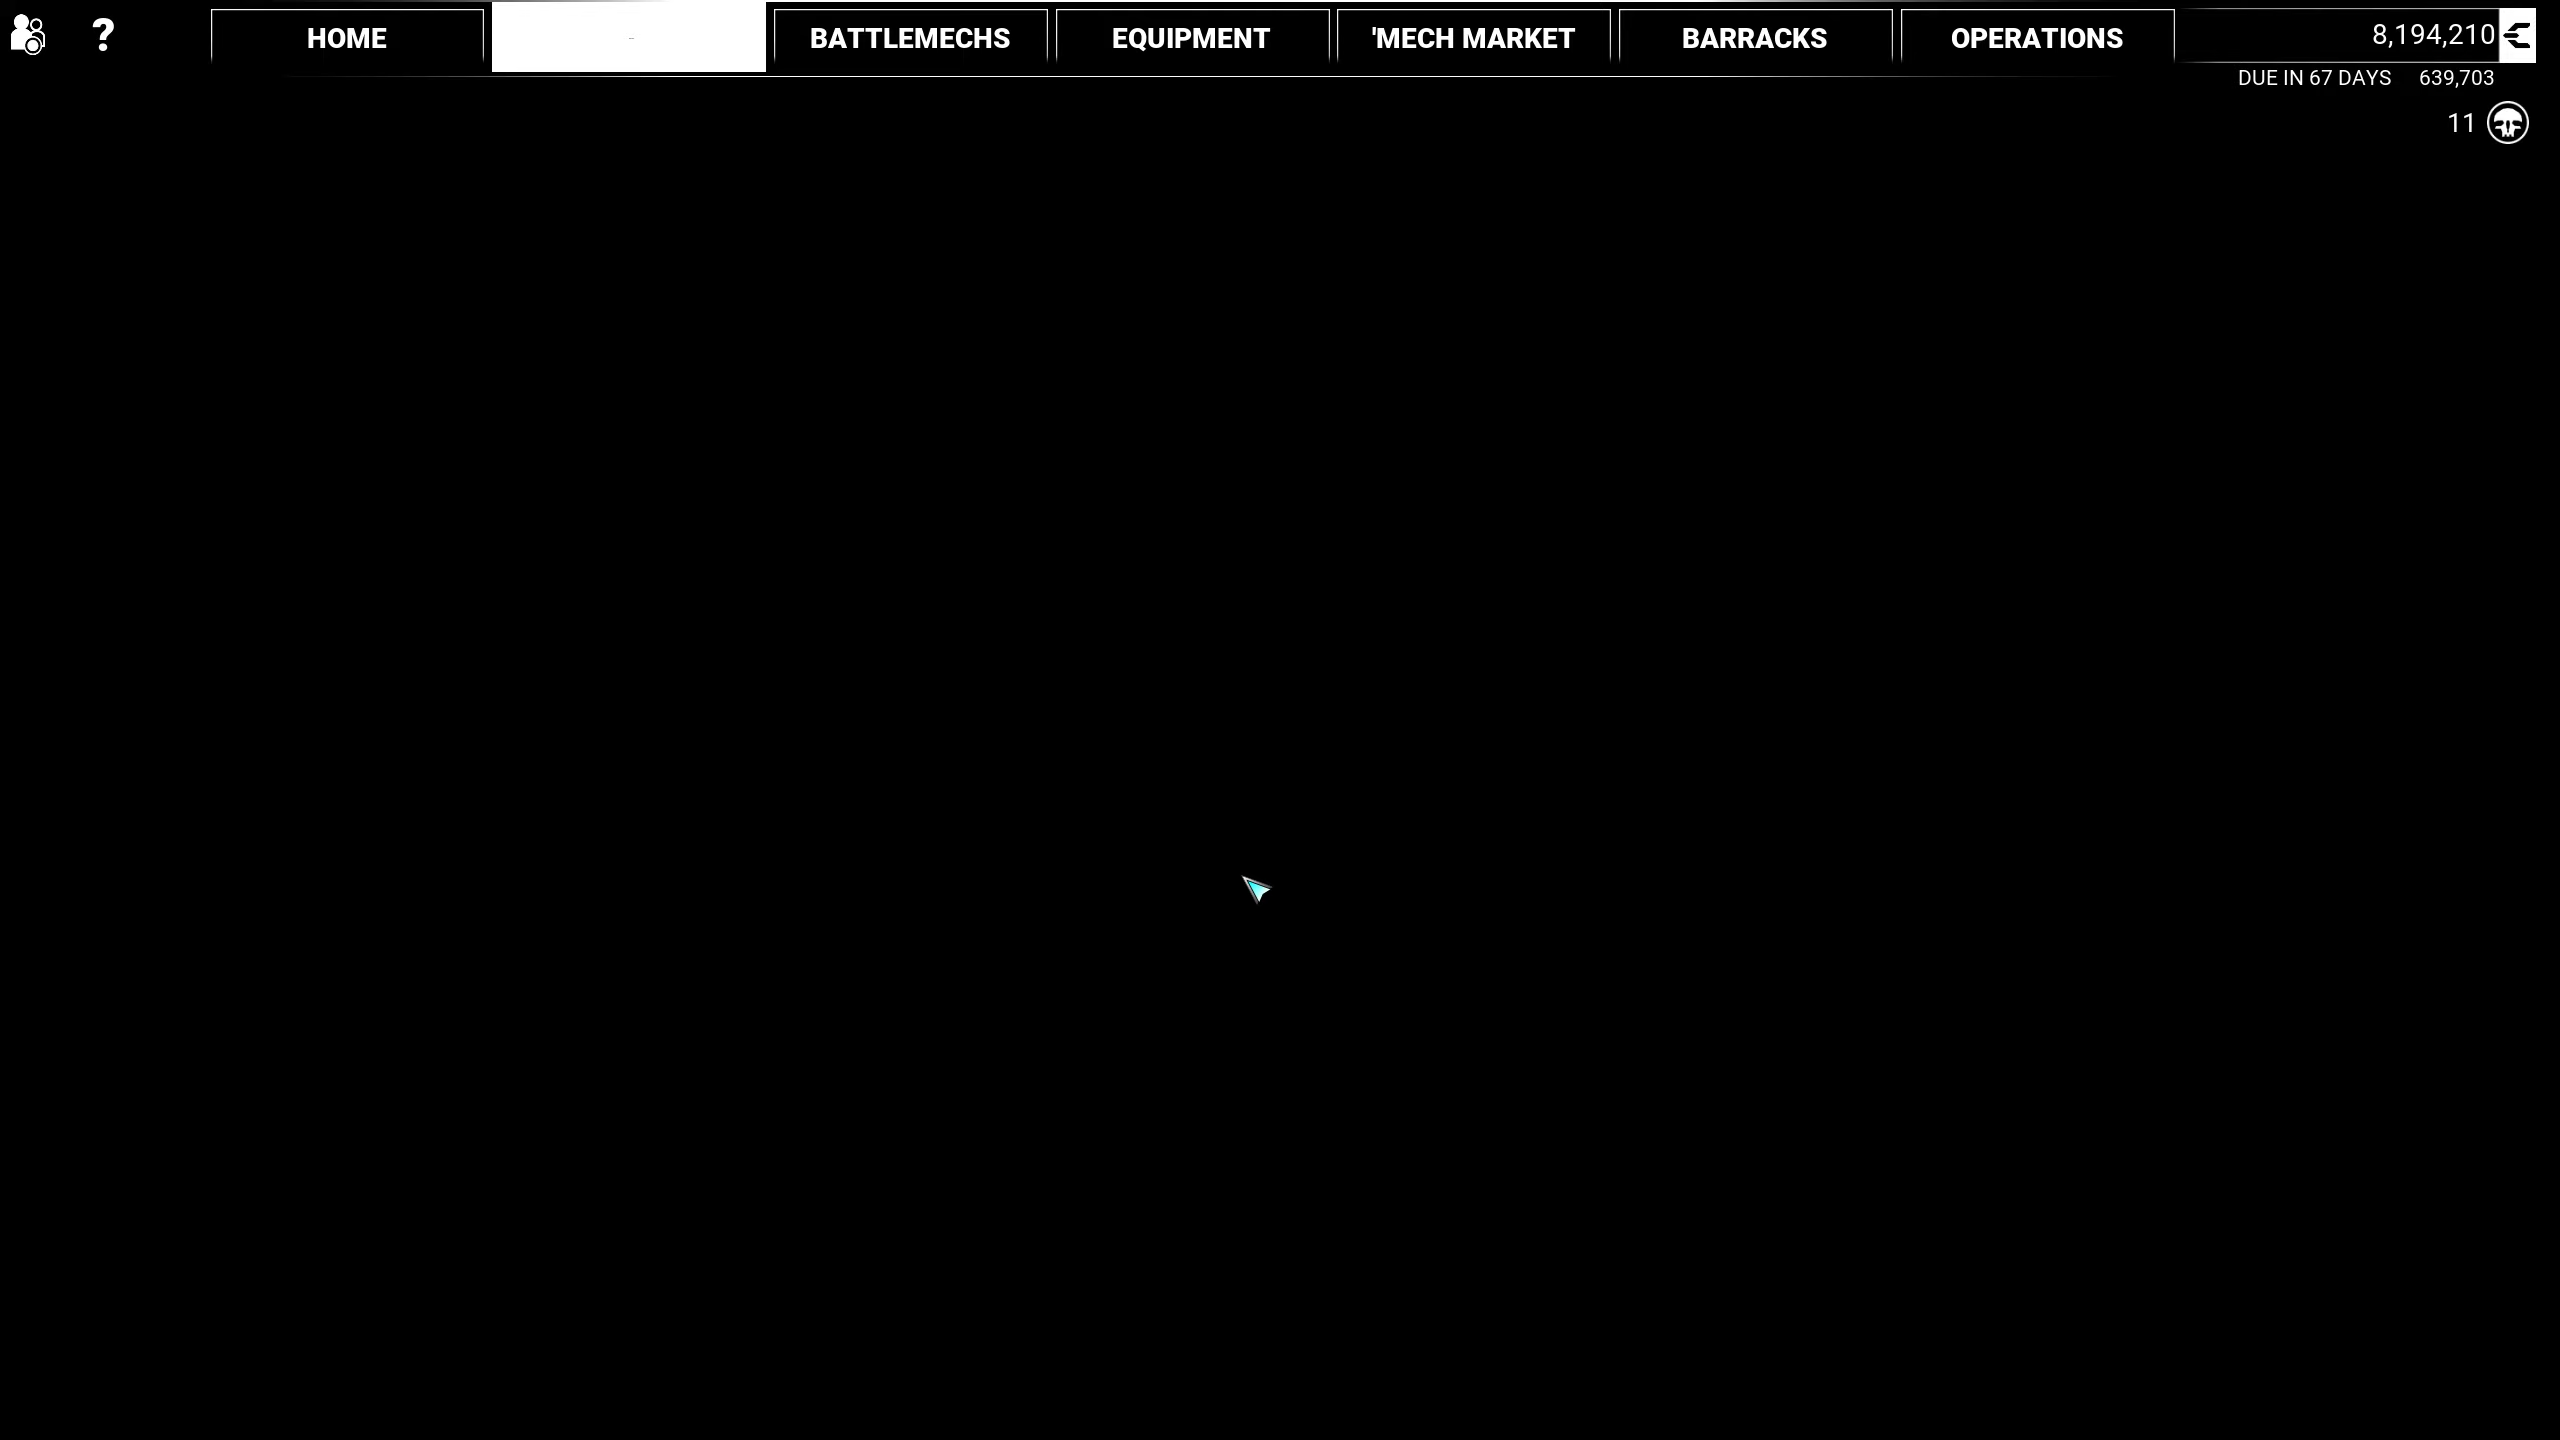 ?
HOME
-
BATTLEMECHS
EQUIPMENT
'MECH MARKET
BARRACKS
OPERATIONS
8,194,210
DUE IN 67 DAYS 639,703
11